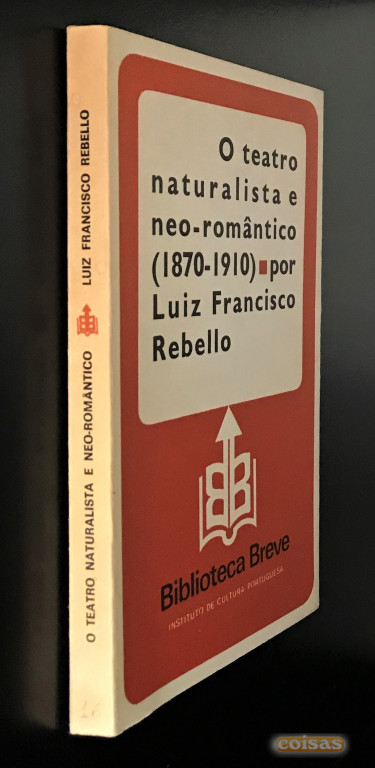 O teatro
naturalista e
neo-romântico
(1870-1910) ■ por
Luiz Francisco
Rebello
BB
Biblioteca Breve
INSTITUTO DE CULTURA PORTUGUESA
O TEATRO NATURALISTA E NEO-ROMÂNTICO LUIZ FRANCISCO REBELLO
coisas